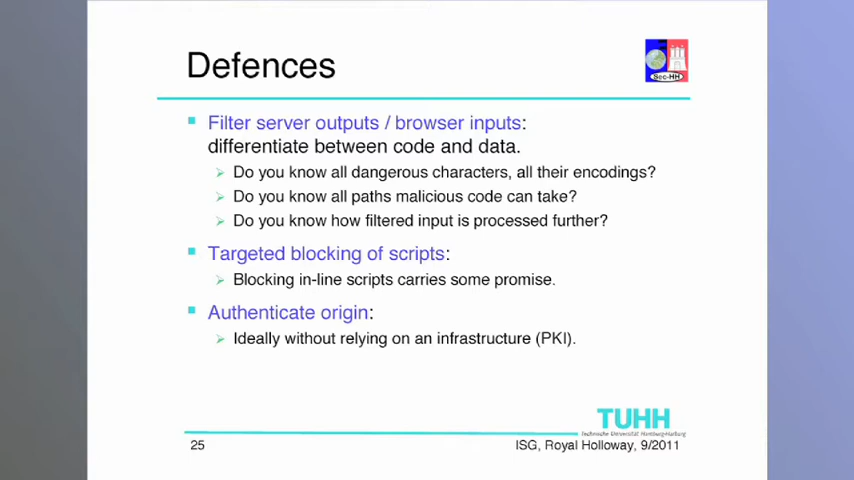 Defences
Sec-HH
Filter server outputs / browser inputs:
differentiate between code and data.
Do you know all dangerous characters, all their encodings?
Do you know all paths malicious code can take?
Do you know how filtered input is processed further?
Targeted blocking of scripts:
Blocking in-line scripts carries some promise.
Authenticate origin:
Ideally without relying on an infrastructure (PKI).
TUHH
Technische Universität Hamburg-Harburg
25
ISG, Royal Holloway, 9/2011